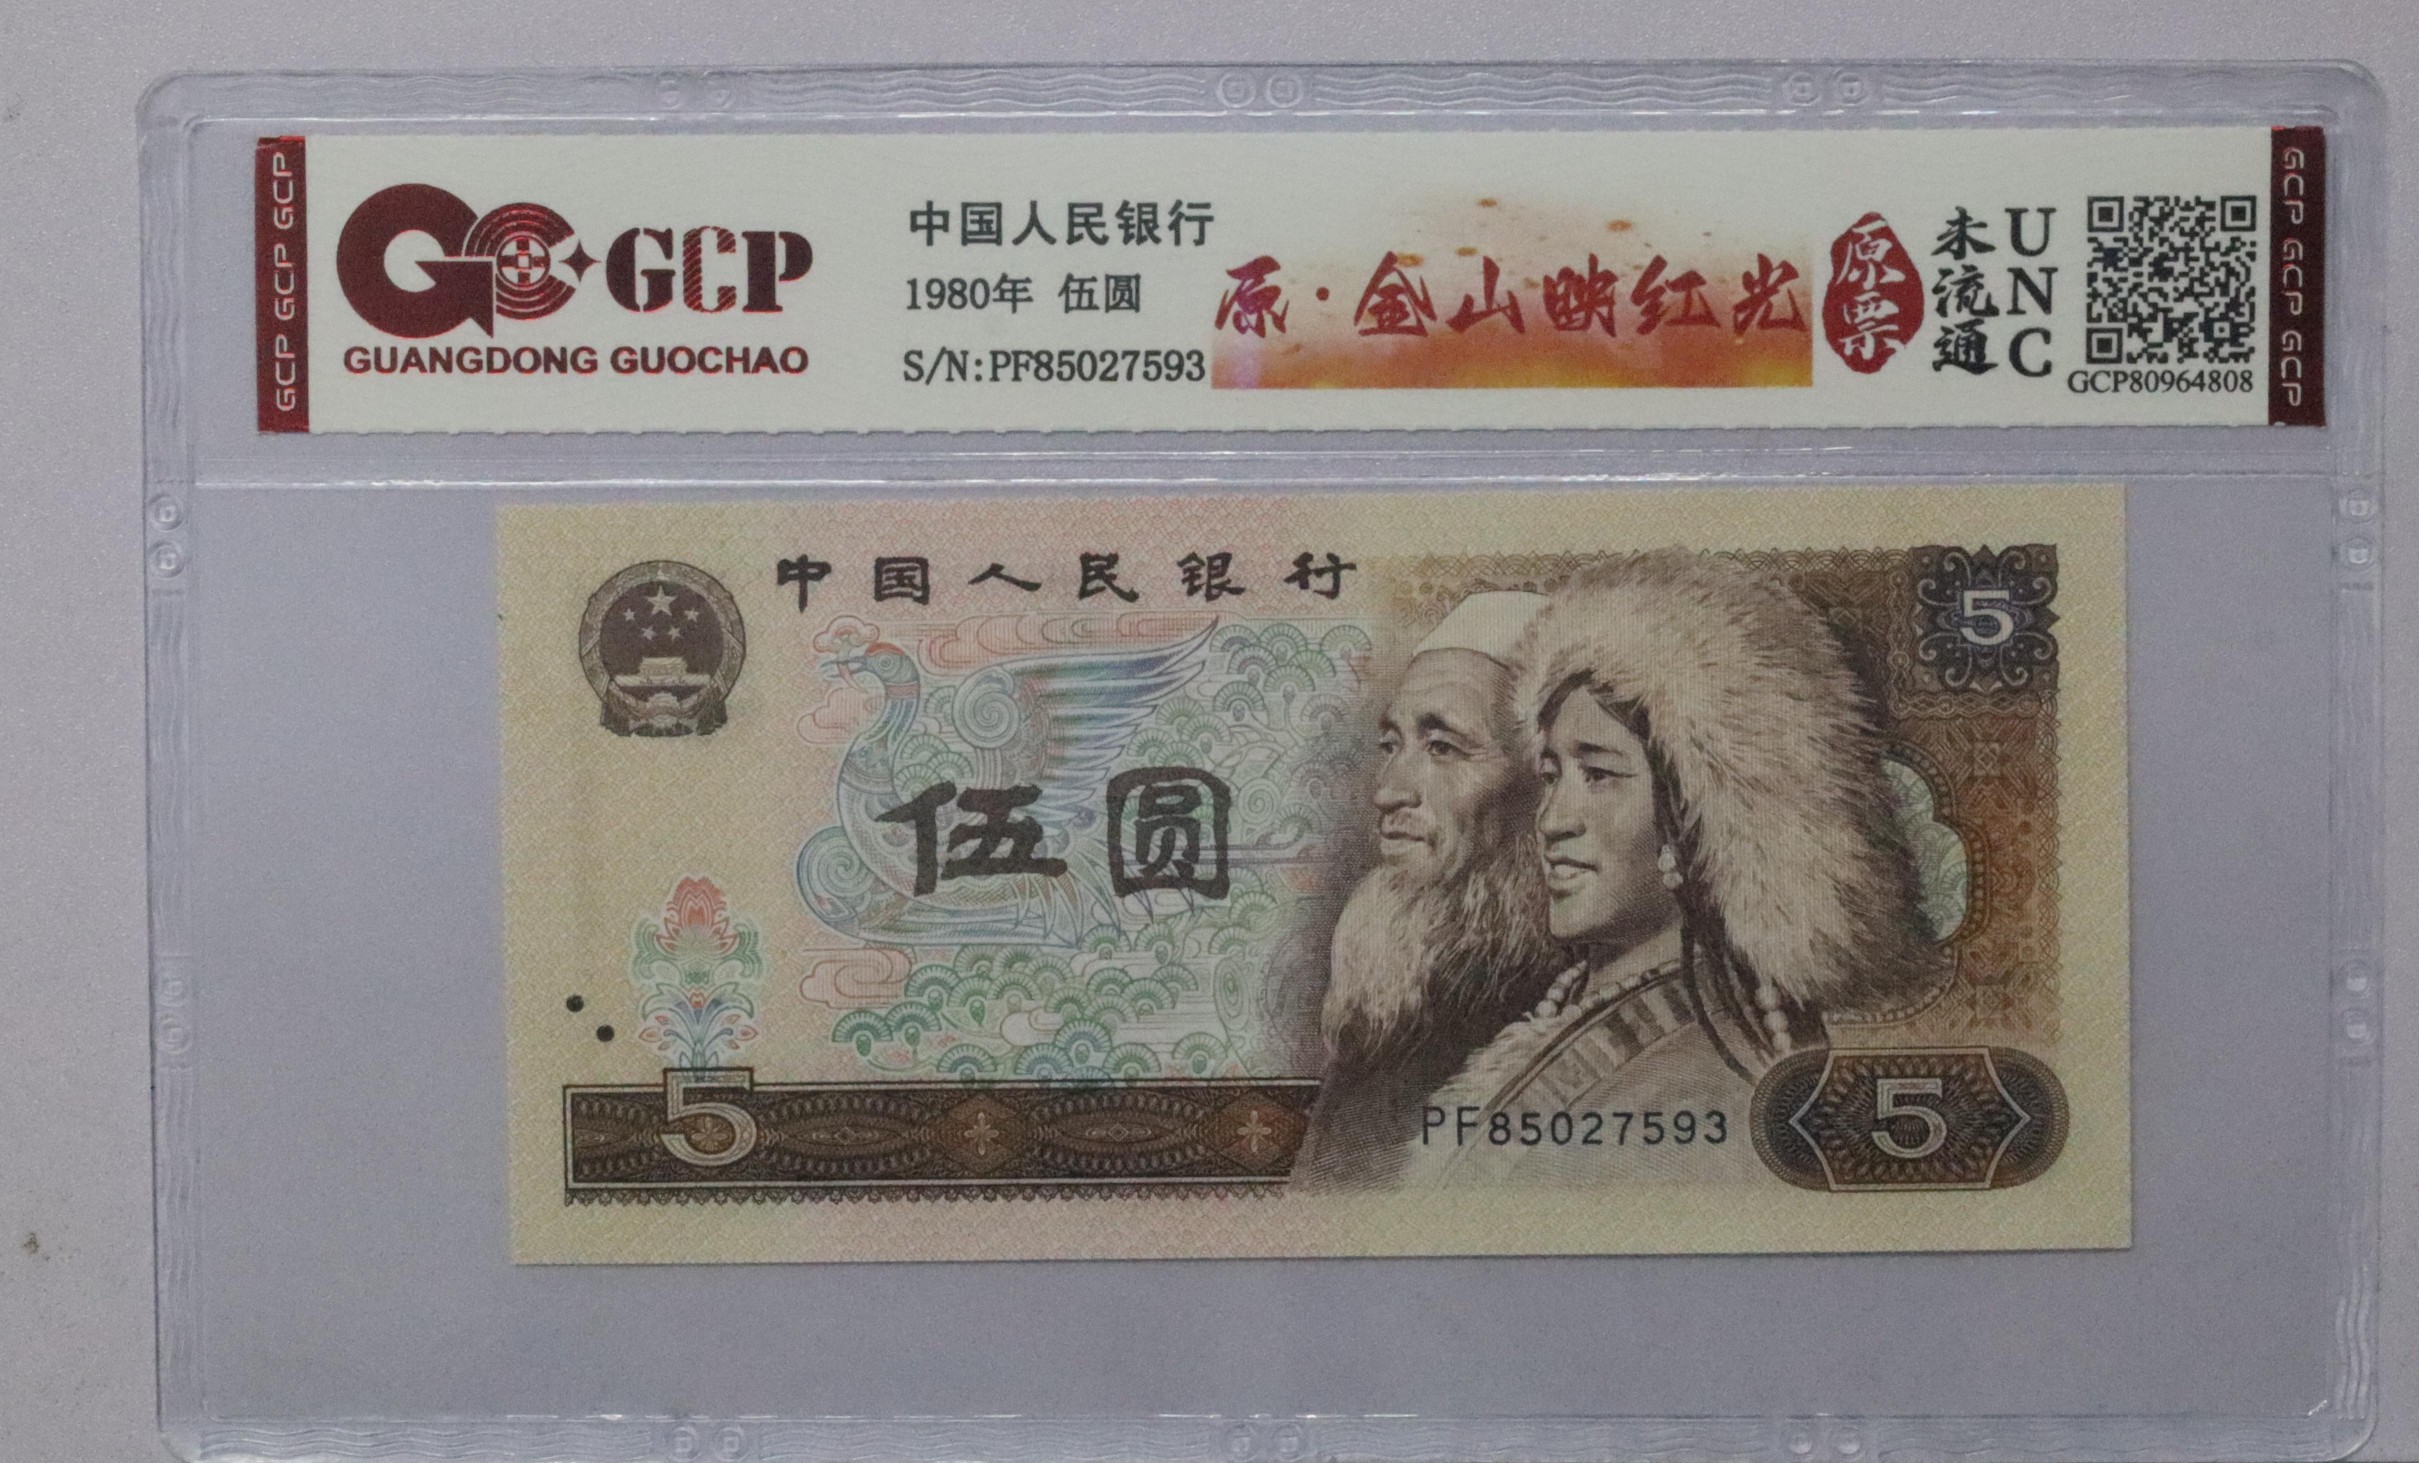 GCP GCP GCP
GCP
GUANGDONG GUOCHAO
中国人民银行
1980年 伍圆
S/N:PF85027593
原·金山映红光
原票
未流通
UNC
GCP80964808
GCP GCP GCP
中国人民银行
5
伍圆
5
PF85027593
5